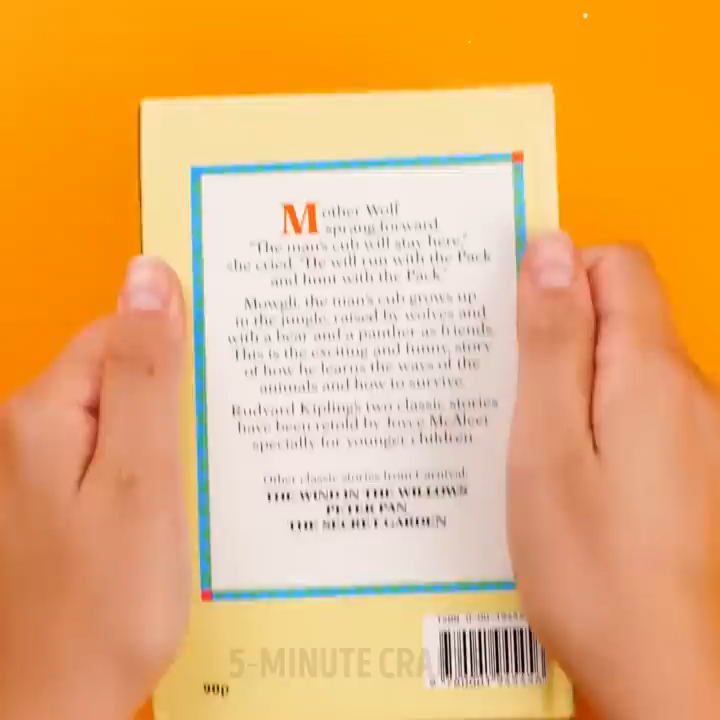 Mother Wolf
sprang forward.
"The man's cub will stay here,"
she cried. "He will run with the Pack
and hunt with the Pack."
Mowgli, the man's cub grows up
in the jungle, raised by wolves and
with a bear and a panther as friends.
This is the exciting and funny story
of how he learns the ways of the
animals and how to survive.
Rudyard Kipling's two classic stories
have been retold by Joyce McAleer
specially for younger children.
Other classic stories from Carnival:
THE WIND IN THE WILLOWS
PETER PAN
THE SECRET GARDEN
ISBN 0-00-
5-MINUTE CRA
90p